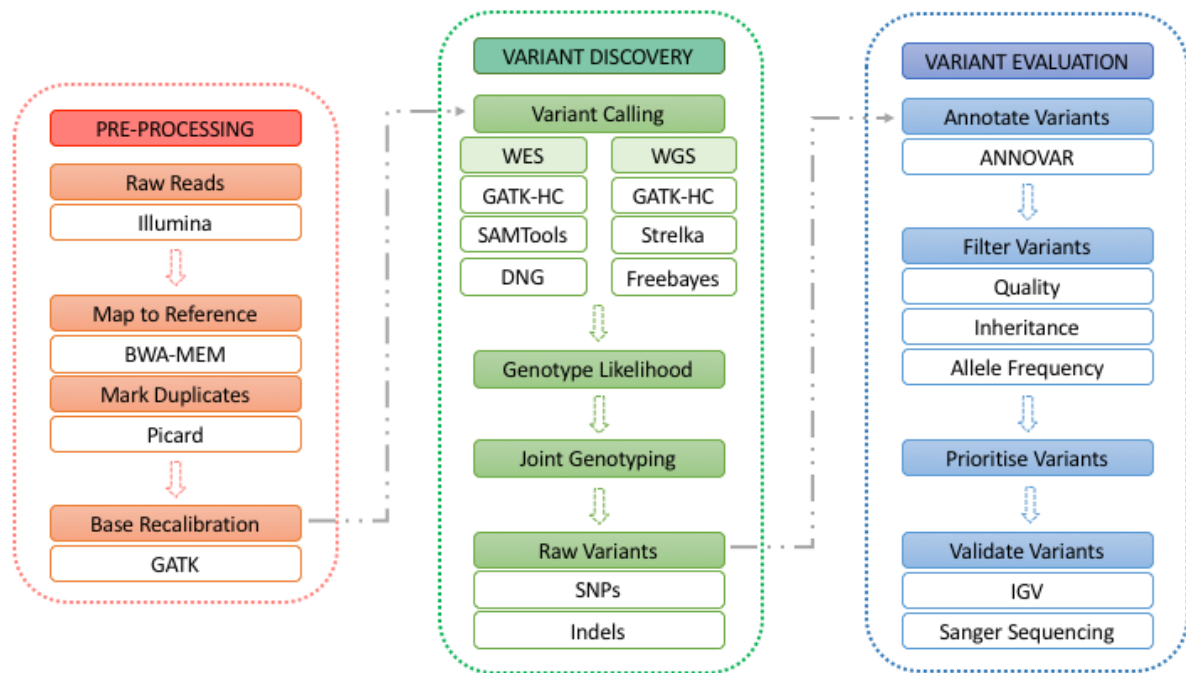 PRE-PROCESSING
Raw Reads
Illumina
Map to Reference
BWA-MEM
Mark Duplicates
Picard
Base Recalibration
GATK
VARIANT DISCOVERY
Variant Calling
WES
WGS
GATK-HC
GATK-HC
SAMTools
Strelka
DNG
Freebayes
Genotype Likelihood
Joint Genotyping
Raw Variants
SNPs
Indels
VARIANT EVALUATION
Annotate Variants
ANNOVAR
Filter Variants
Quality
Inheritance
Allele Frequency
Prioritise Variants
Validate Variants
IGV
Sanger Sequencing